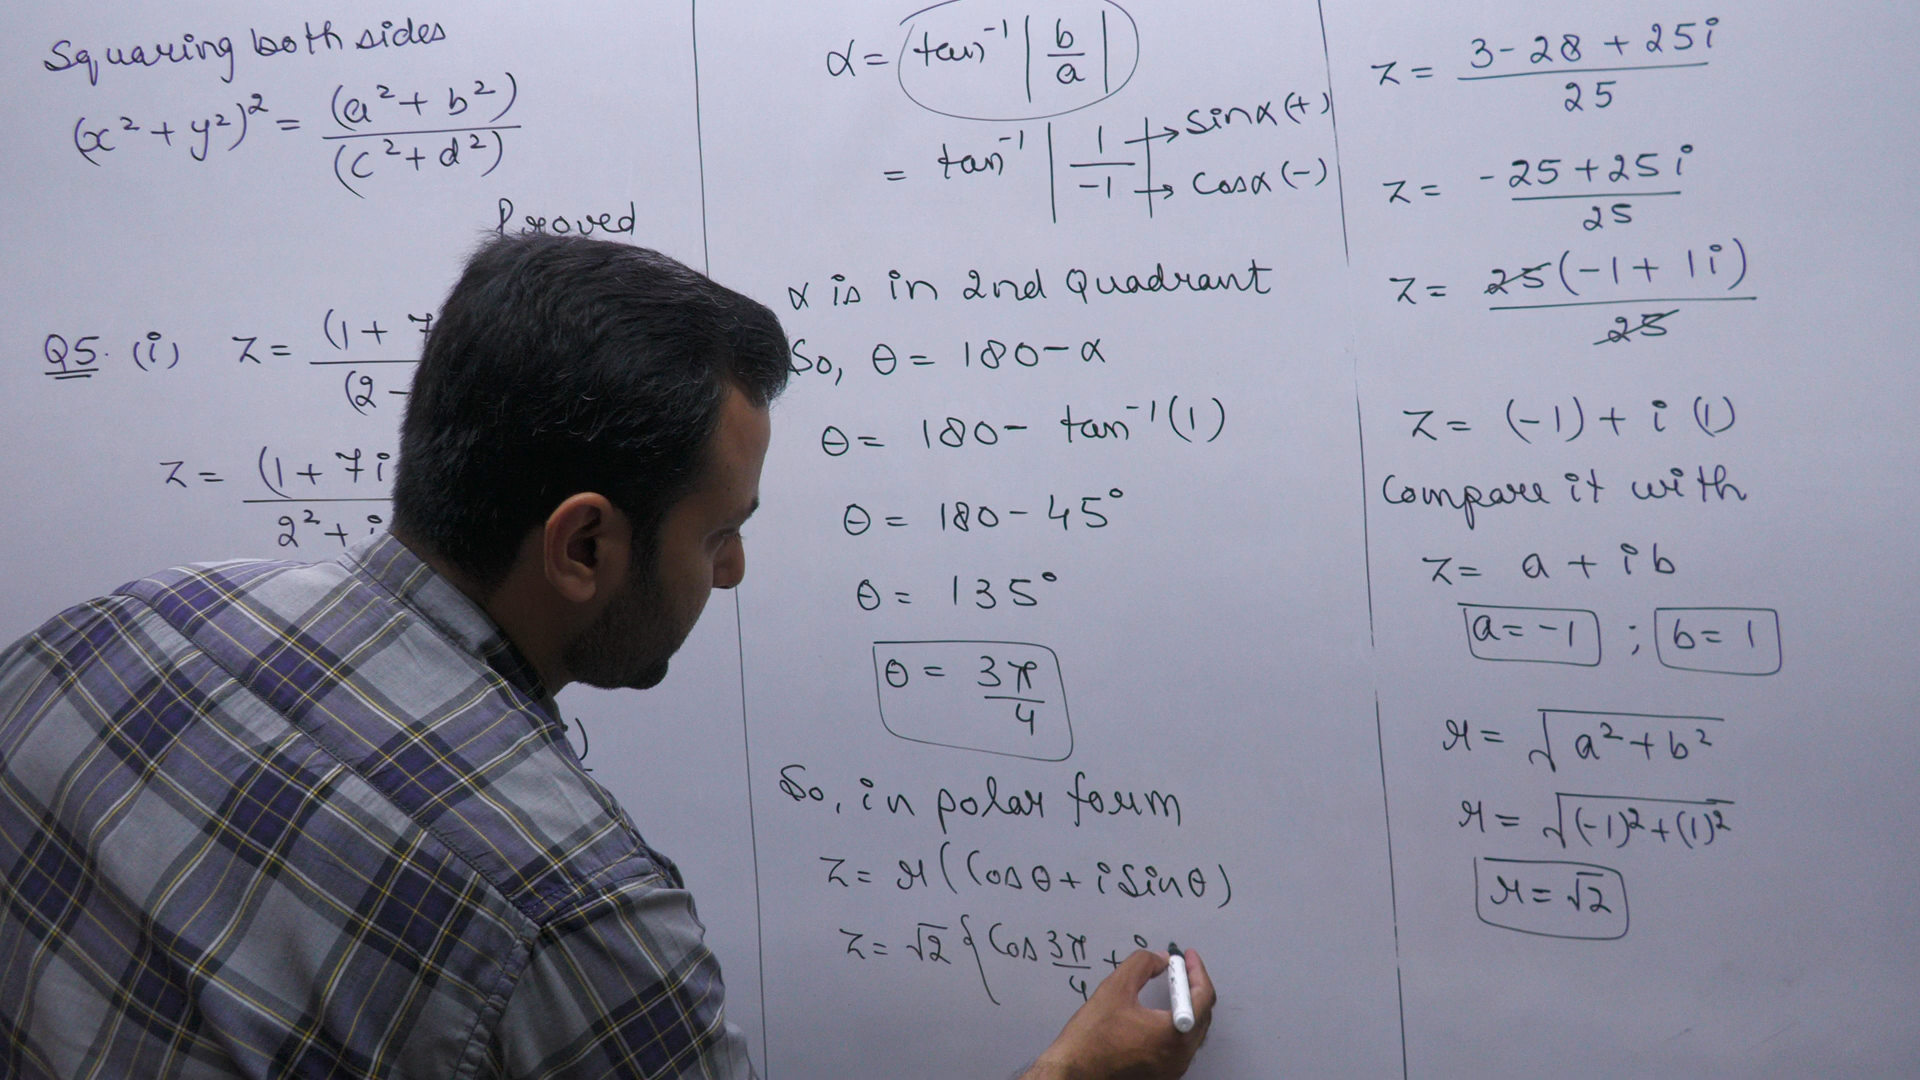 Squaring both sides
(x² + y²)² = (a² + b²) / (c² + d²)
Proved
Q5. (i) z = (1 + 7 / (2 -
z = (1 + 7i / 2² + i
)
α = tan⁻¹ | b / a |
= tan⁻¹ | 1 / -1 | → sinα (+) → cosα (-)
α is in 2nd Quadrant
So, θ = 180 - α
θ = 180 - tan⁻¹(1)
θ = 180 - 45°
θ = 135°
θ = 3π / 4
So, in polar form
z = r (Cosθ + i Sinθ)
z = √2 { Cos 3π / 4 + i
z = 3 - 28 + 25i / 25
z = -25 + 25i / 25
z = 25(-1 + 1i) / 25
z = (-1) + i (1)
Compare it with
z = a + ib
a = -1 ; b = 1
r = √a² + b²
r = √(-1)² + (1)²
r = √2